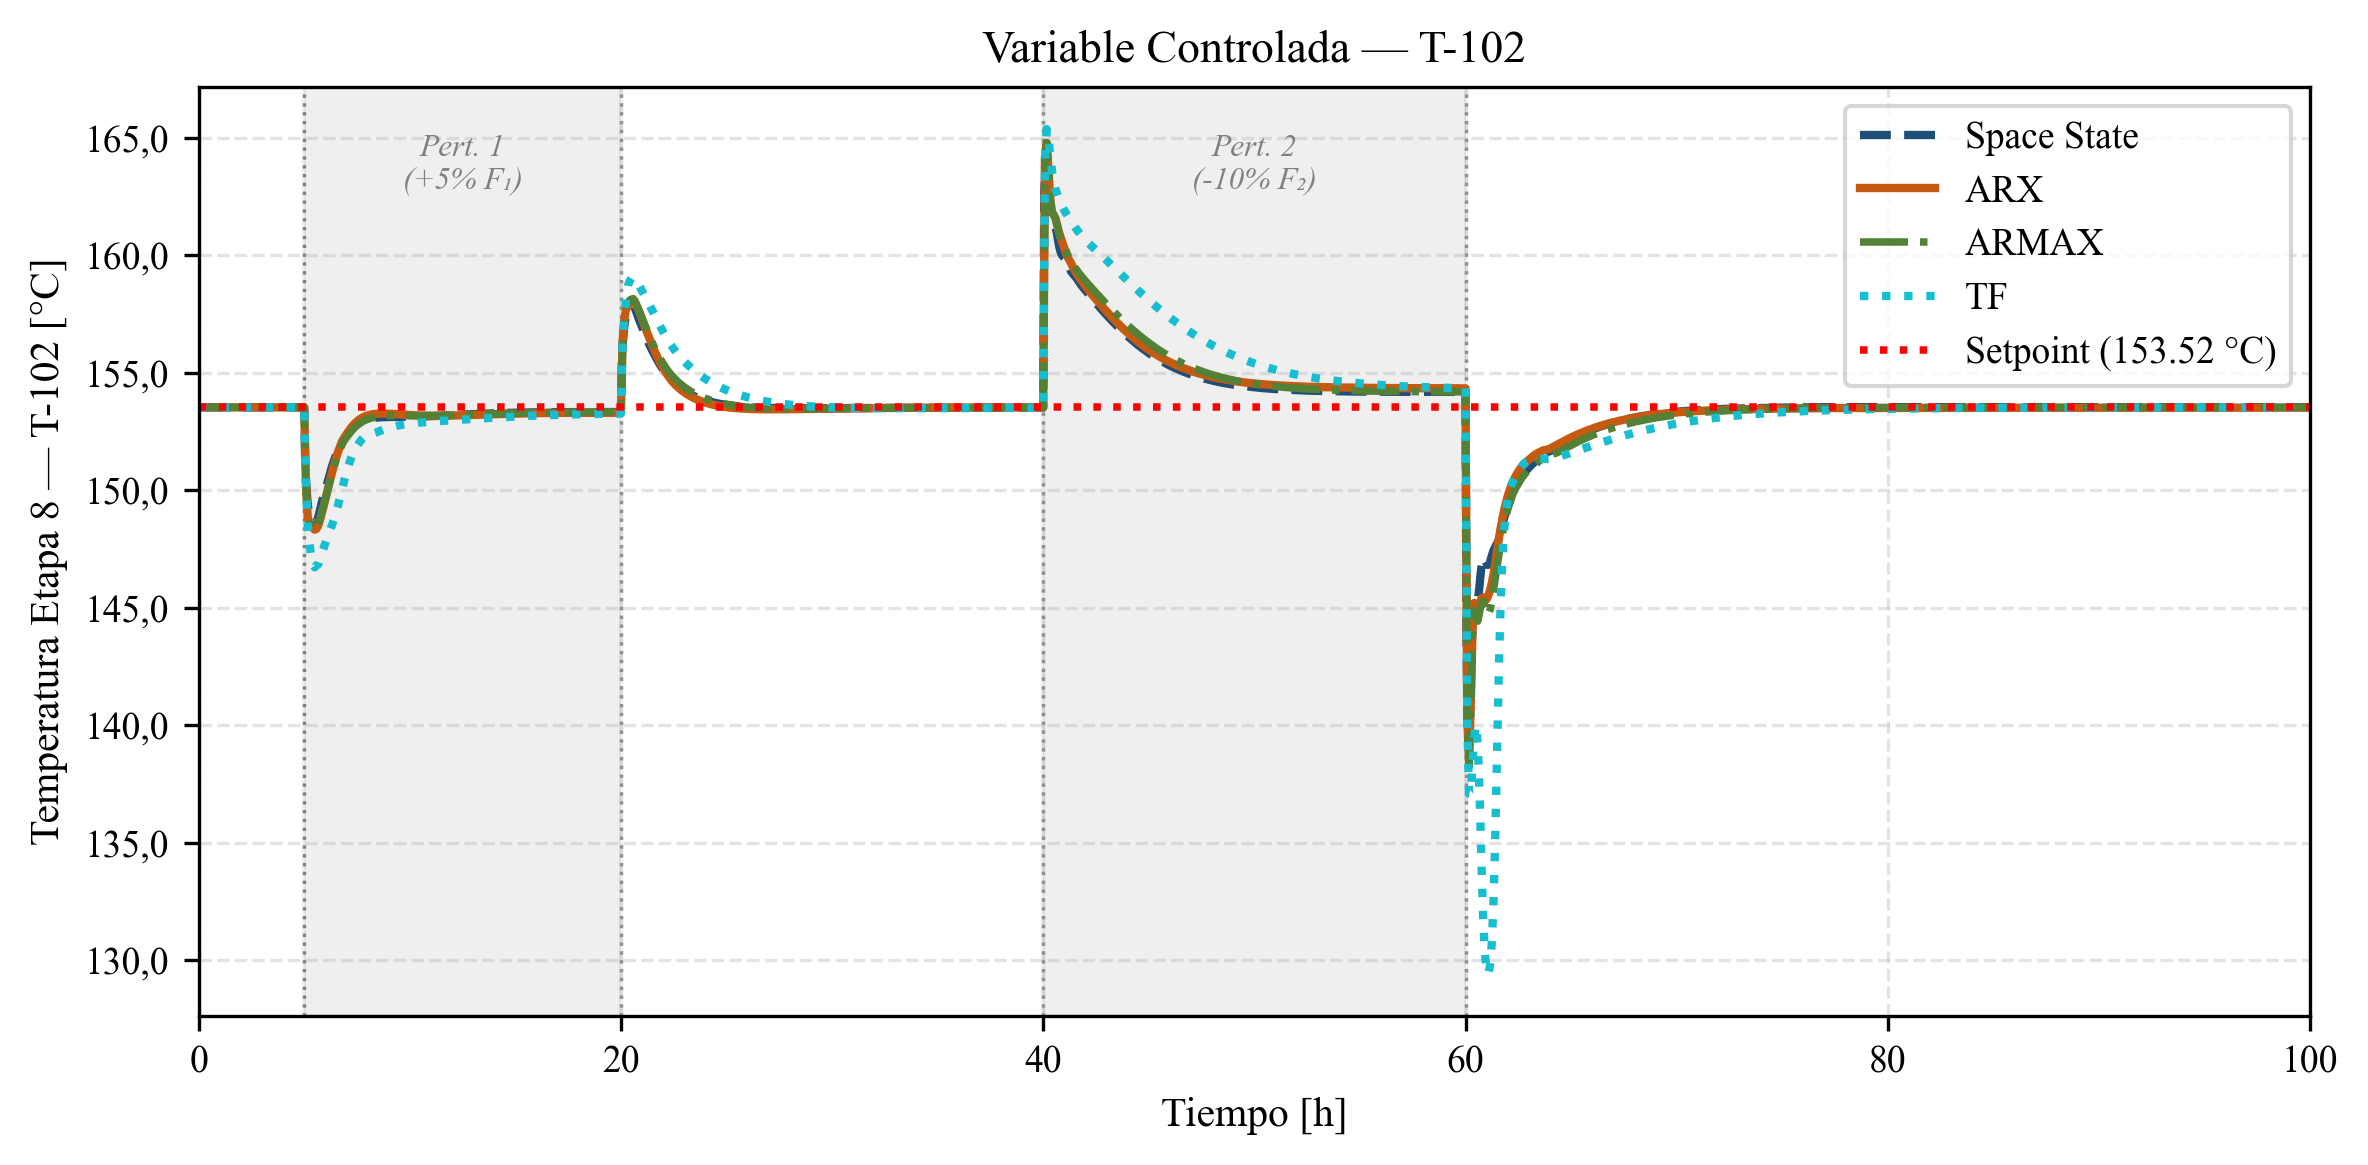 Variable Controlada — T-102
Temperatura Etapa 8 — T-102 [°C]
165,0
160,0
155,0
150,0
145,0
140,0
135,0
130,0
Pert. 1
(+5% F₁)
Pert. 2
(-10% F₂)
Space State
ARX
ARMAX
TF
Setpoint (153.52 °C)
0
20
40
60
80
100
Tiempo [h]